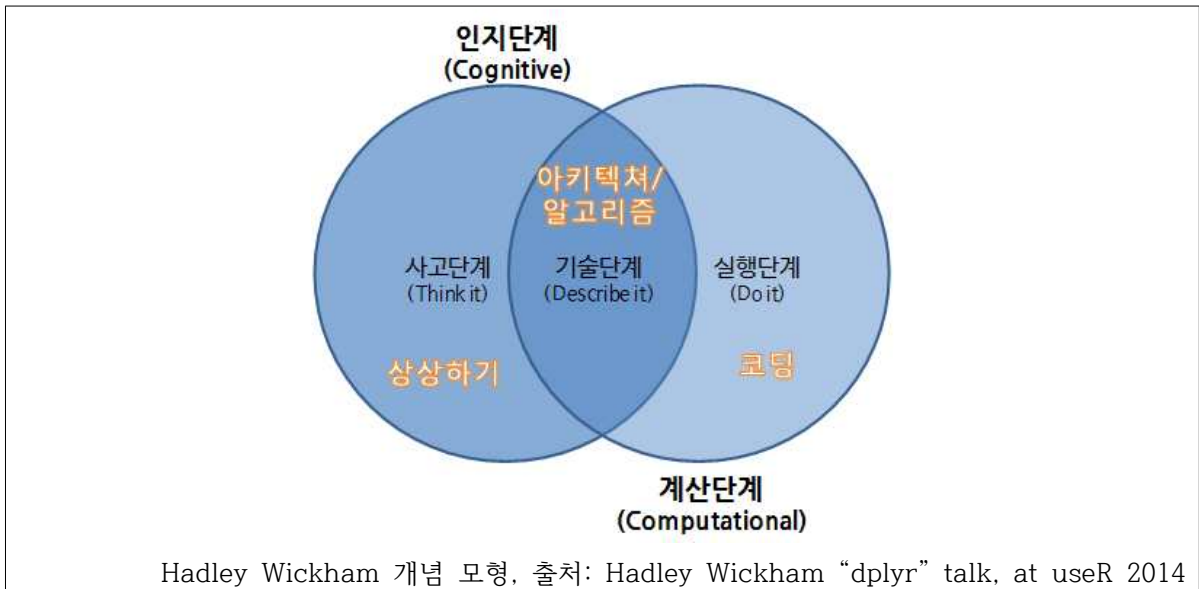 인지단계
(Cognitive)
아키텍쳐/
알고리즘
사고단계
(Think it)
기술단계
(Describe it)
실행단계
(Do it)
상상하기
코딩
계산단계
(Computational)
Hadley Wickham 개념 모형, 출처: Hadley Wickham “dplyr” talk, at useR 2014